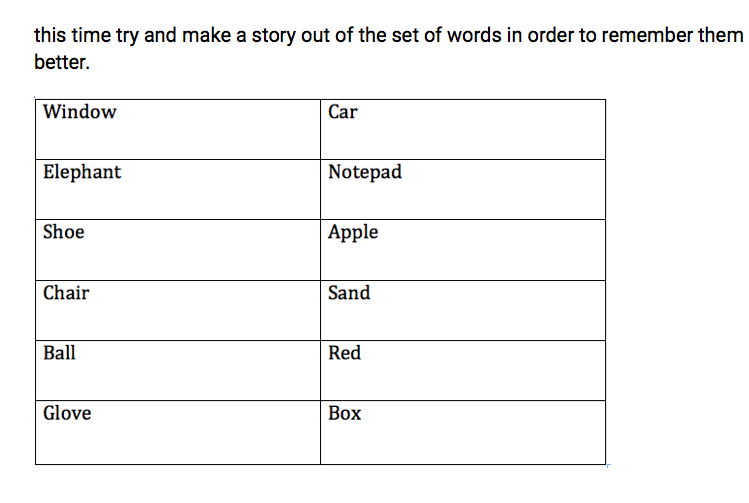 this time try and make a story out of the set of words in order to remember them
better.
Window Car
Elephant Notepad
Shoe Apple
Chair Sand
Ball Red
Glove Box